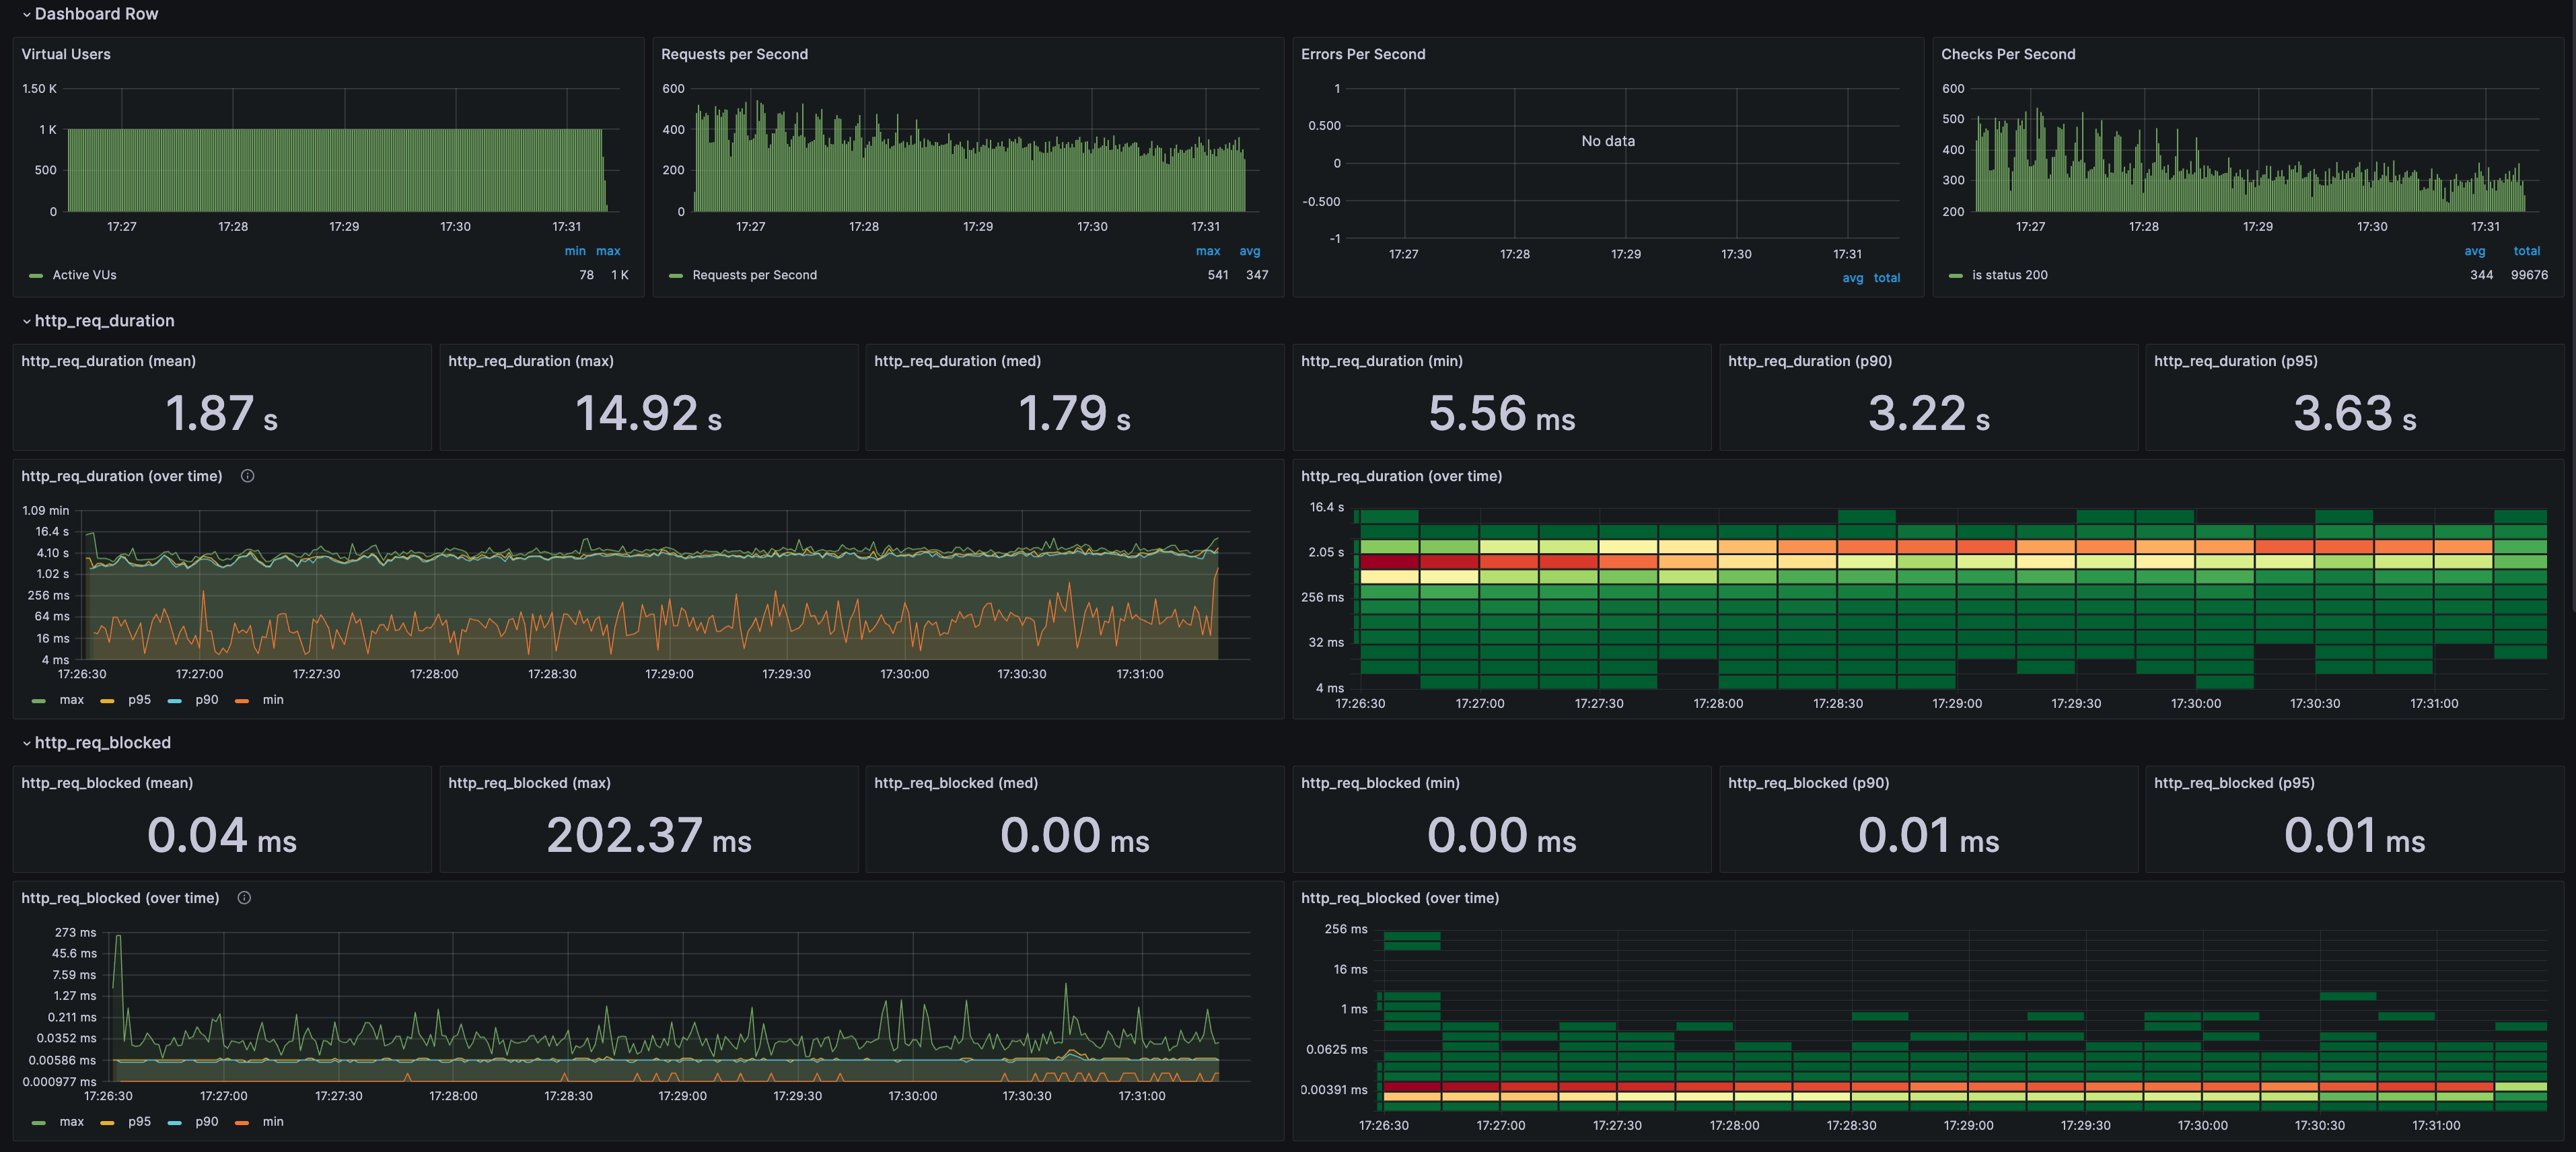 Dashboard Row
Virtual Users
1.50 K
1 K
500
0
17:27 17:28 17:29 17:30 17:31
min max
Active VUs 78 1 K
Requests per Second
600
400
200
0
17:27 17:28 17:29 17:30 17:31
max avg
Requests per Second 541 347
Errors Per Second
1
0.500
0
-0.500
-1
No data
17:27 17:28 17:29 17:30 17:31
avg total
Checks Per Second
600
500
400
300
200
17:27 17:28 17:29 17:30 17:31
avg total
is status 200 344 99676
http_req_duration
http_req_duration (mean)
1.87 s
http_req_duration (max)
14.92 s
http_req_duration (med)
1.79 s
http_req_duration (min)
5.56 ms
http_req_duration (p90)
3.22 s
http_req_duration (p95)
3.63 s
http_req_duration (over time)
1.09 min
16.4 s
4.10 s
1.02 s
256 ms
64 ms
16 ms
4 ms
17:26:30 17:27:00 17:27:30 17:28:00 17:28:30 17:29:00 17:29:30 17:30:00 17:30:30 17:31:00
max p95 p90 min
http_req_duration (over time)
16.4 s
2.05 s
256 ms
32 ms
4 ms
17:26:30 17:27:00 17:27:30 17:28:00 17:28:30 17:29:00 17:29:30 17:30:00 17:30:30 17:31:00
http_req_blocked
http_req_blocked (mean)
0.04 ms
http_req_blocked (max)
202.37 ms
http_req_blocked (med)
0.00 ms
http_req_blocked (min)
0.00 ms
http_req_blocked (p90)
0.01 ms
http_req_blocked (p95)
0.01 ms
http_req_blocked (over time)
273 ms
45.6 ms
7.59 ms
1.27 ms
0.211 ms
0.0352 ms
0.00586 ms
0.000977 ms
17:26:30 17:27:00 17:27:30 17:28:00 17:28:30 17:29:00 17:29:30 17:30:00 17:30:30 17:31:00
max p95 p90 min
http_req_blocked (over time)
256 ms
16 ms
1 ms
0.0625 ms
0.00391 ms
17:26:30 17:27:00 17:27:30 17:28:00 17:28:30 17:29:00 17:29:30 17:30:00 17:30:30 17:31:00